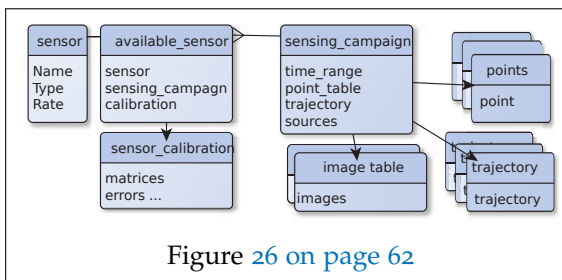 sensor
Name
Type
Rate
available_sensor
sensor
sensing_campagn
calibration
sensing_campaign
time_range
point_table
trajectory
sources
points
point
sensor_calibration
matrices
errors ...
image table
images
trajectory
trajectory
Figure 26 on page 62